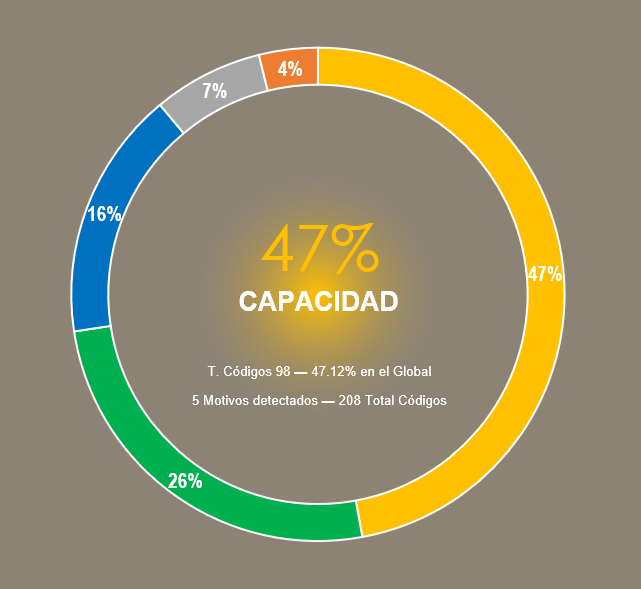 4%
7%
16%
47%
47%
CAPACIDAD
T. Códigos 98 — 47.12% en el Global
5 Motivos detectados — 208 Total Códigos
26%